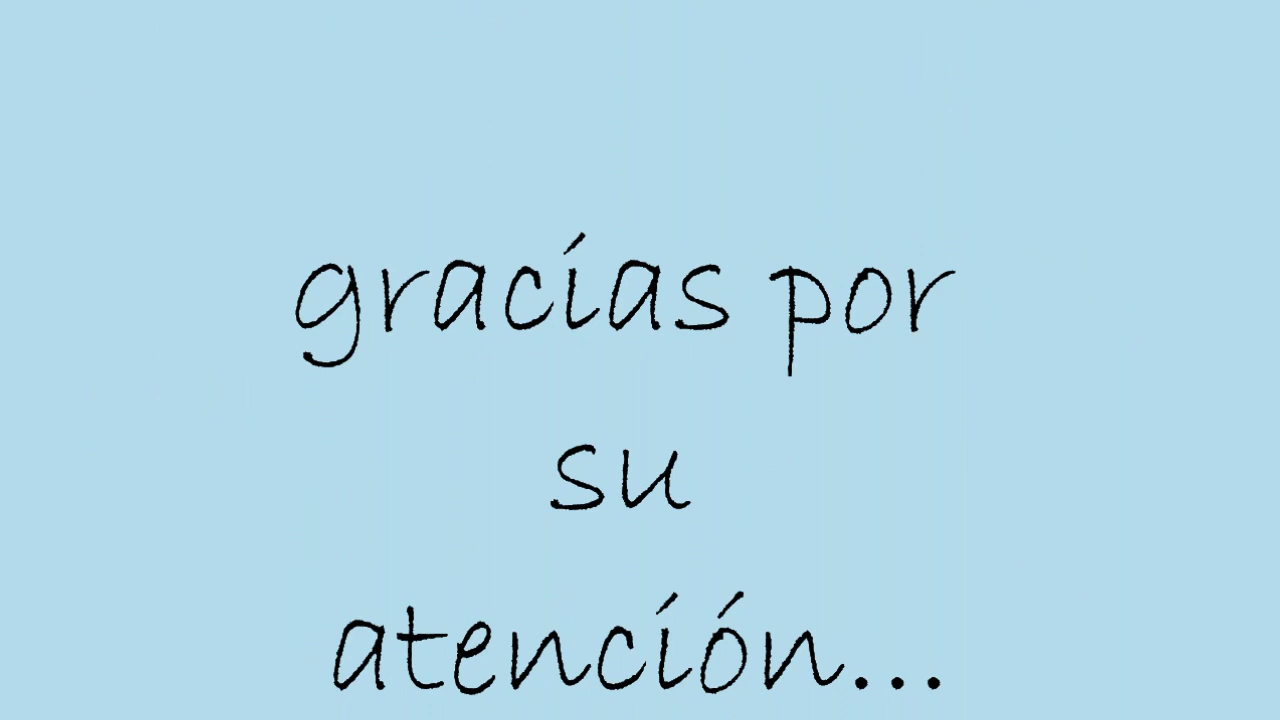 gracias por
su
atención...